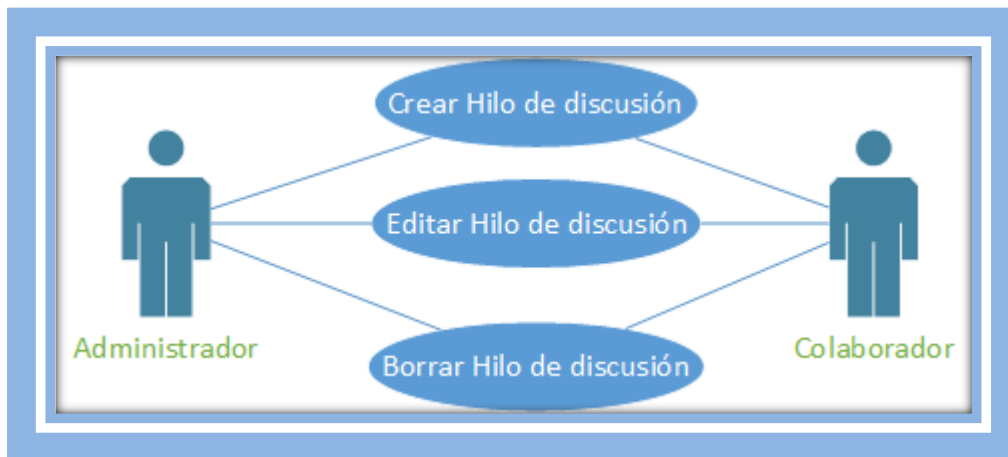 Crear Hilo de discusión
Editar Hilo de discusión
Administrador
Colaborador
Borrar Hilo de discusión